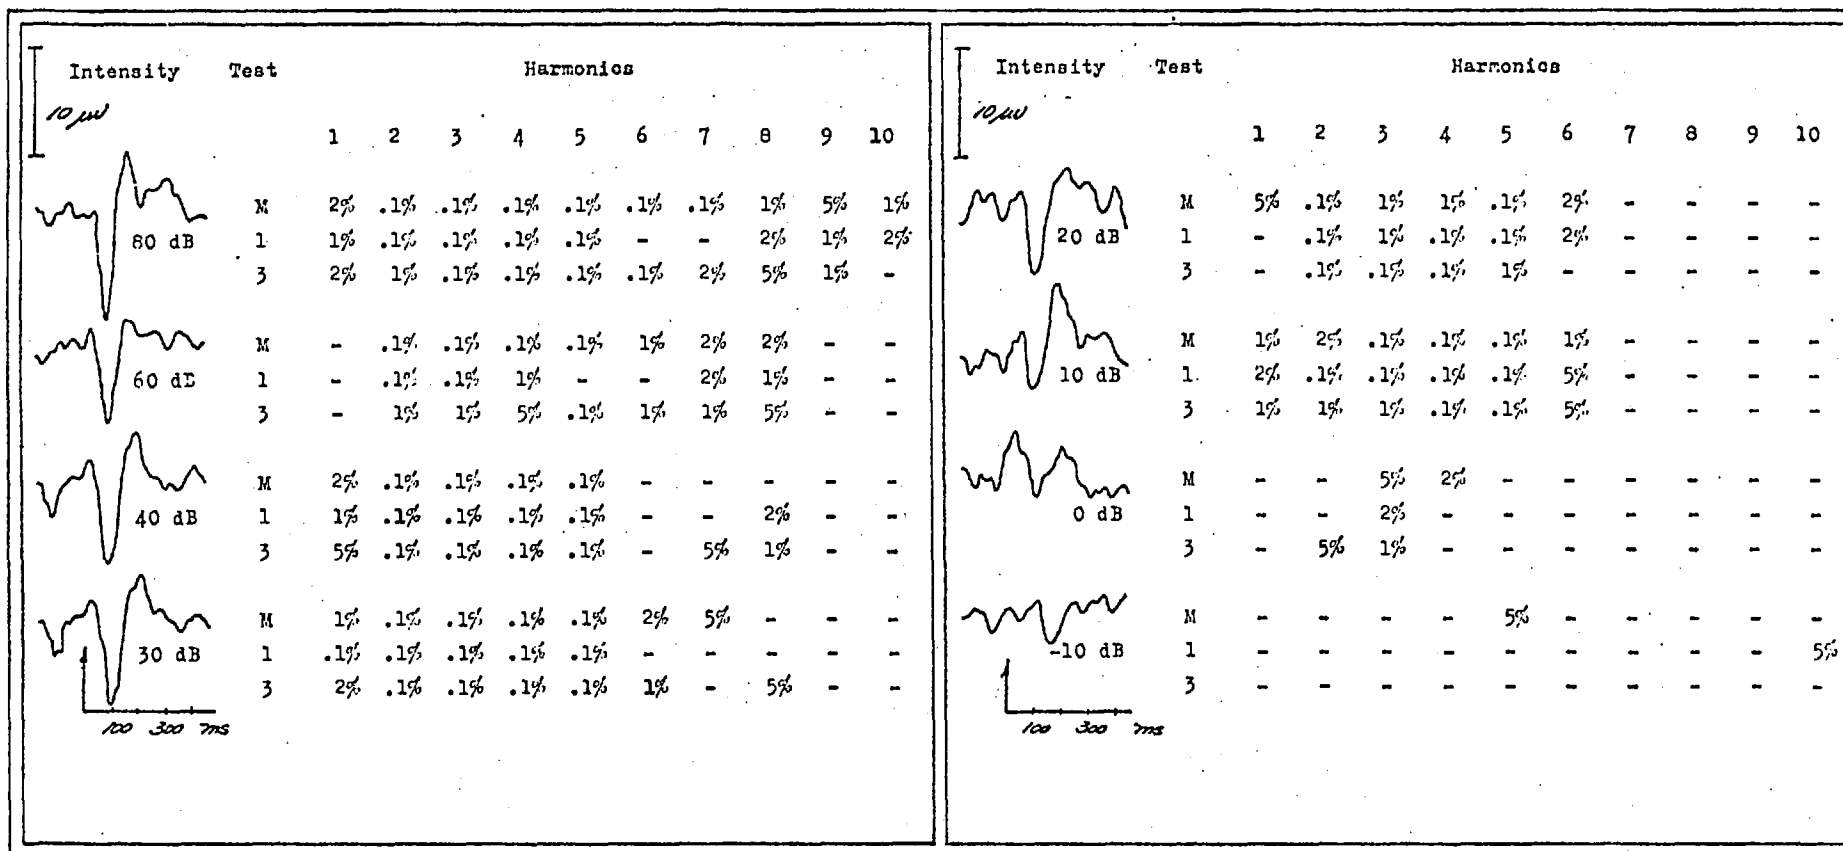 Intensity Test Harmonics
10 μv
1 2 3 4 5 6 7 8 9 10
M 2% .1% .1% .1% .1% .1% .1% 1% 5% 1%
80 dB 1 1% .1% .1% .1% .1% - - 2% 1% 2%
3 2% 1% .1% .1% .1% .1% 2% 5% 1% -
M - .1% .1% .1% .1% 1% 2% 2% - -
60 dB 1 - .1% .1% 1% - - 2% 1% - -
3 - 1% 1% 5% .1% 1% 1% 5% - -
M 2% .1% .1% .1% .1% - - - - -
40 dB 1 1% .1% .1% .1% .1% - - 2% - -
3 5% .1% .1% .1% .1% - 5% 1% - -
M 1% .1% .1% .1% .1% 2% 5% - - -
30 dB 1 .1% .1% .1% .1% .1% - - - - -
3 2% .1% .1% .1% .1% 1% - 5% - -
100 300 ms
Intensity Test Harmonics
10 μv
1 2 3 4 5 6 7 8 9 10
M 5% .1% 1% 1% .1% 2% - - - -
20 dB 1 - .1% 1% .1% .1% 2% - - - -
3 - .1% .1% .1% 1% - - - - -
M 1% 2% .1% .1% .1% 1% - - - -
10 dB 1 2% .1% .1% .1% .1% 5% - - - -
3 1% 1% 1% .1% .1% 5% - - - -
M - - 5% 2% - - - - - -
0 dB 1 - - 2% - - - - - - -
3 - 5% 1% - - - - - - -
M - - - - 5% - - - - -
-10 dB 1 - - - - - - - - - 5%
3 - - - - - - - - - -
100 300 ms